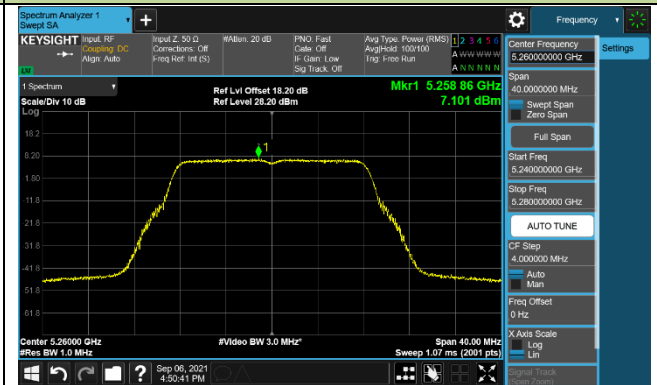 Spectrum Analyzer 1
Swept SA
Frequency
KEYSIGHT
Input: RF
Coupling: DC
Align: Auto
Input Z: 50 Ω
Corrections: Off
Freq Ref: Int (S)
#Atten: 20 dB
PNO: Fast
Gate: Off
IF Gain: Low
Sig Track: Off
Avg Type: Power (RMS)
Avg|Hold: 100/100
Trig: Free Run
1 2 3 4 5 6
A W W W W W
A N N N N N
LXI
1 Spectrum
Scale/Div 10 dB
Ref Lvl Offset 18.20 dB
Ref Level 28.20 dBm
Mkr1 5.258 86 GHz
7.101 dBm
Log
18.2
8.20
-1.80
-11.8
-21.8
-31.8
-41.8
-51.8
-61.8
1
Center 5.26000 GHz
#Res BW 1.0 MHz
#Video BW 3.0 MHz*
Span 40.00 MHz
Sweep 1.07 ms (2001 pts)
Sep 06, 2021
4:50:41 PM
Settings
Center Frequency
5.260000000 GHz
Span
40.0000000 MHz
Swept Span
Zero Span
Full Span
Start Freq
5.240000000 GHz
Stop Freq
5.280000000 GHz
AUTO TUNE
CF Step
4.000000 MHz
Auto
Man
Freq Offset
0 Hz
X Axis Scale
Log
Lin
Signal Track
(Span Zoom)